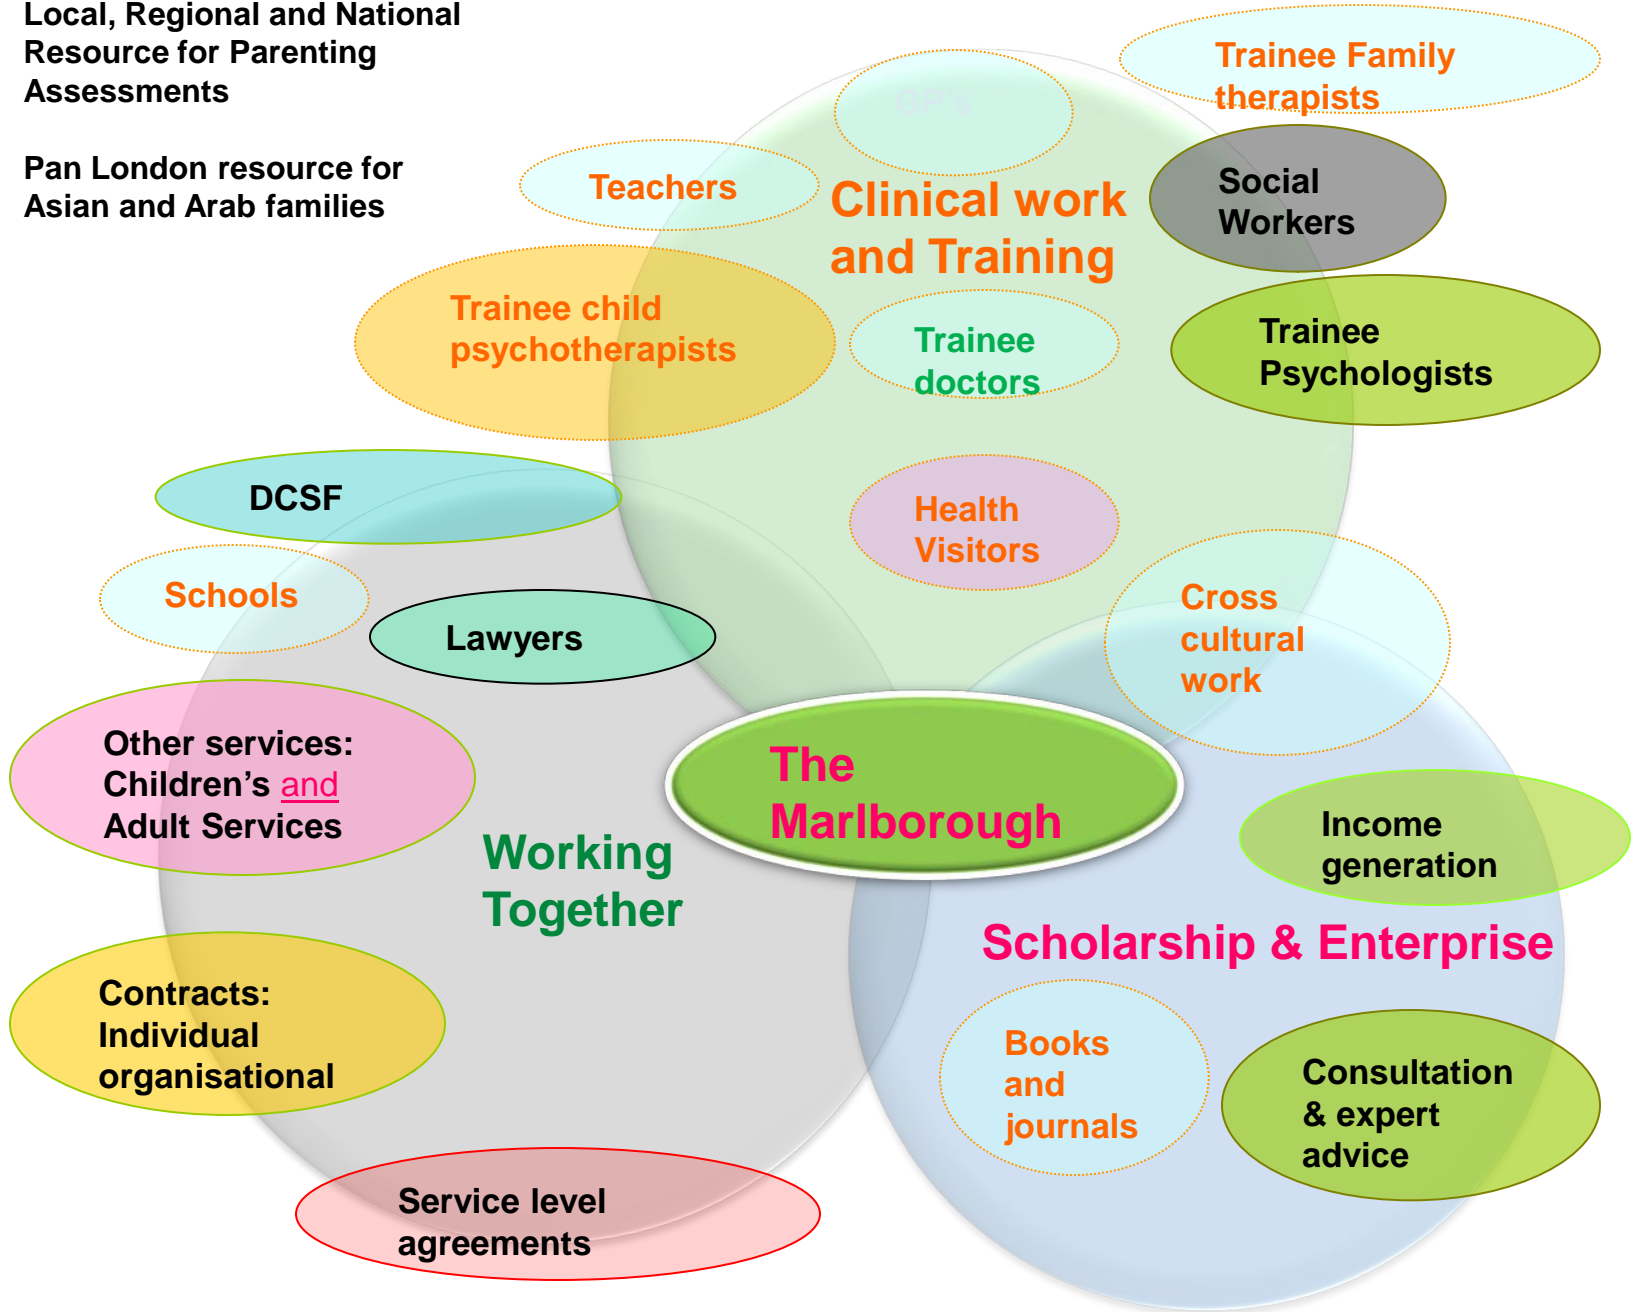 Local, Regional and National
Resource for Parenting
Assessments
Pan London resource for
Asian and Arab families
GP's
Trainee Family
therapists
Teachers
Clinical work
and Training
Social
Workers
Trainee child
psychotherapists
Trainee
doctors
Trainee
Psychologists
DCSF
Health
Visitors
Schools
Lawyers
Cross
cultural
work
Other services:
Children’s and
Adult Services
The
Marlborough
Working
Together
Income
generation
Scholarship & Enterprise
Contracts:
Individual
organisational
Books
and
journals
Consultation
& expert
advice
Service level
agreements